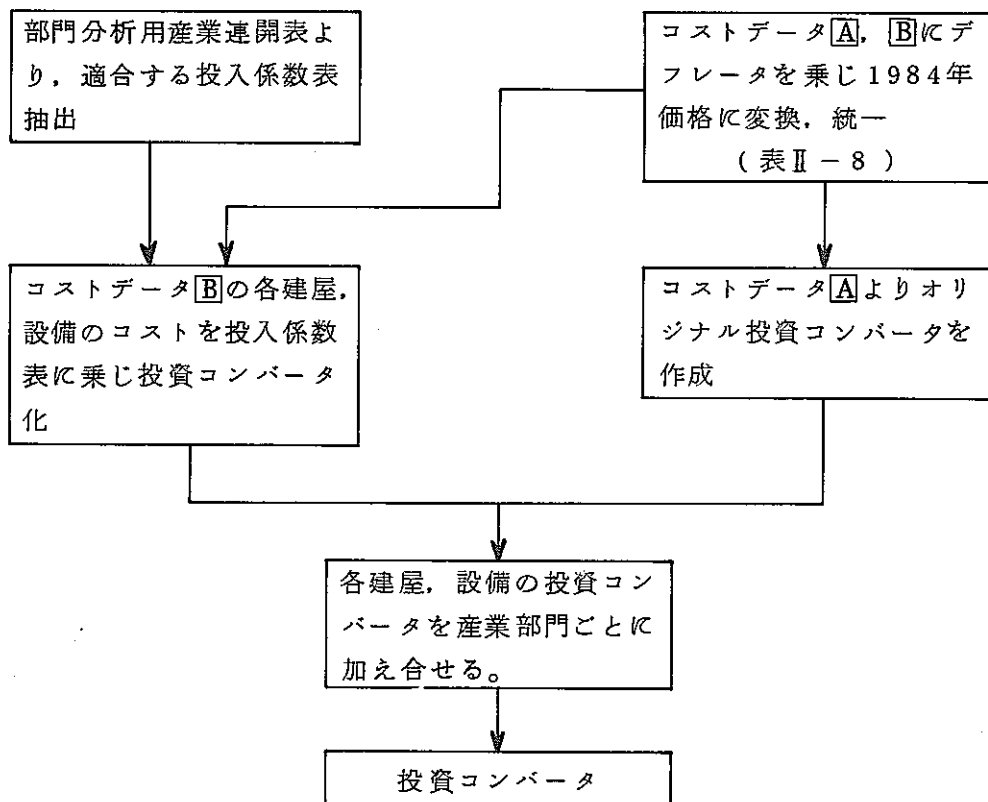 部門分析用産業連開表よ
り，適合する投入係数表
抽出
コストデータA，Bにデ
フレータを乗じ1984年
価格に変換，統一
(表Ⅱ－8)
コストデータBの各建屋，
設備のコストを投入係数
表に乗じ投資コンバータ
化
コストデータAよりオリ
ジナル投資コンバータを
作成
各建屋，設備の投資コン
バータを産業部門ごとに
加え合せる。
投資コンバータ